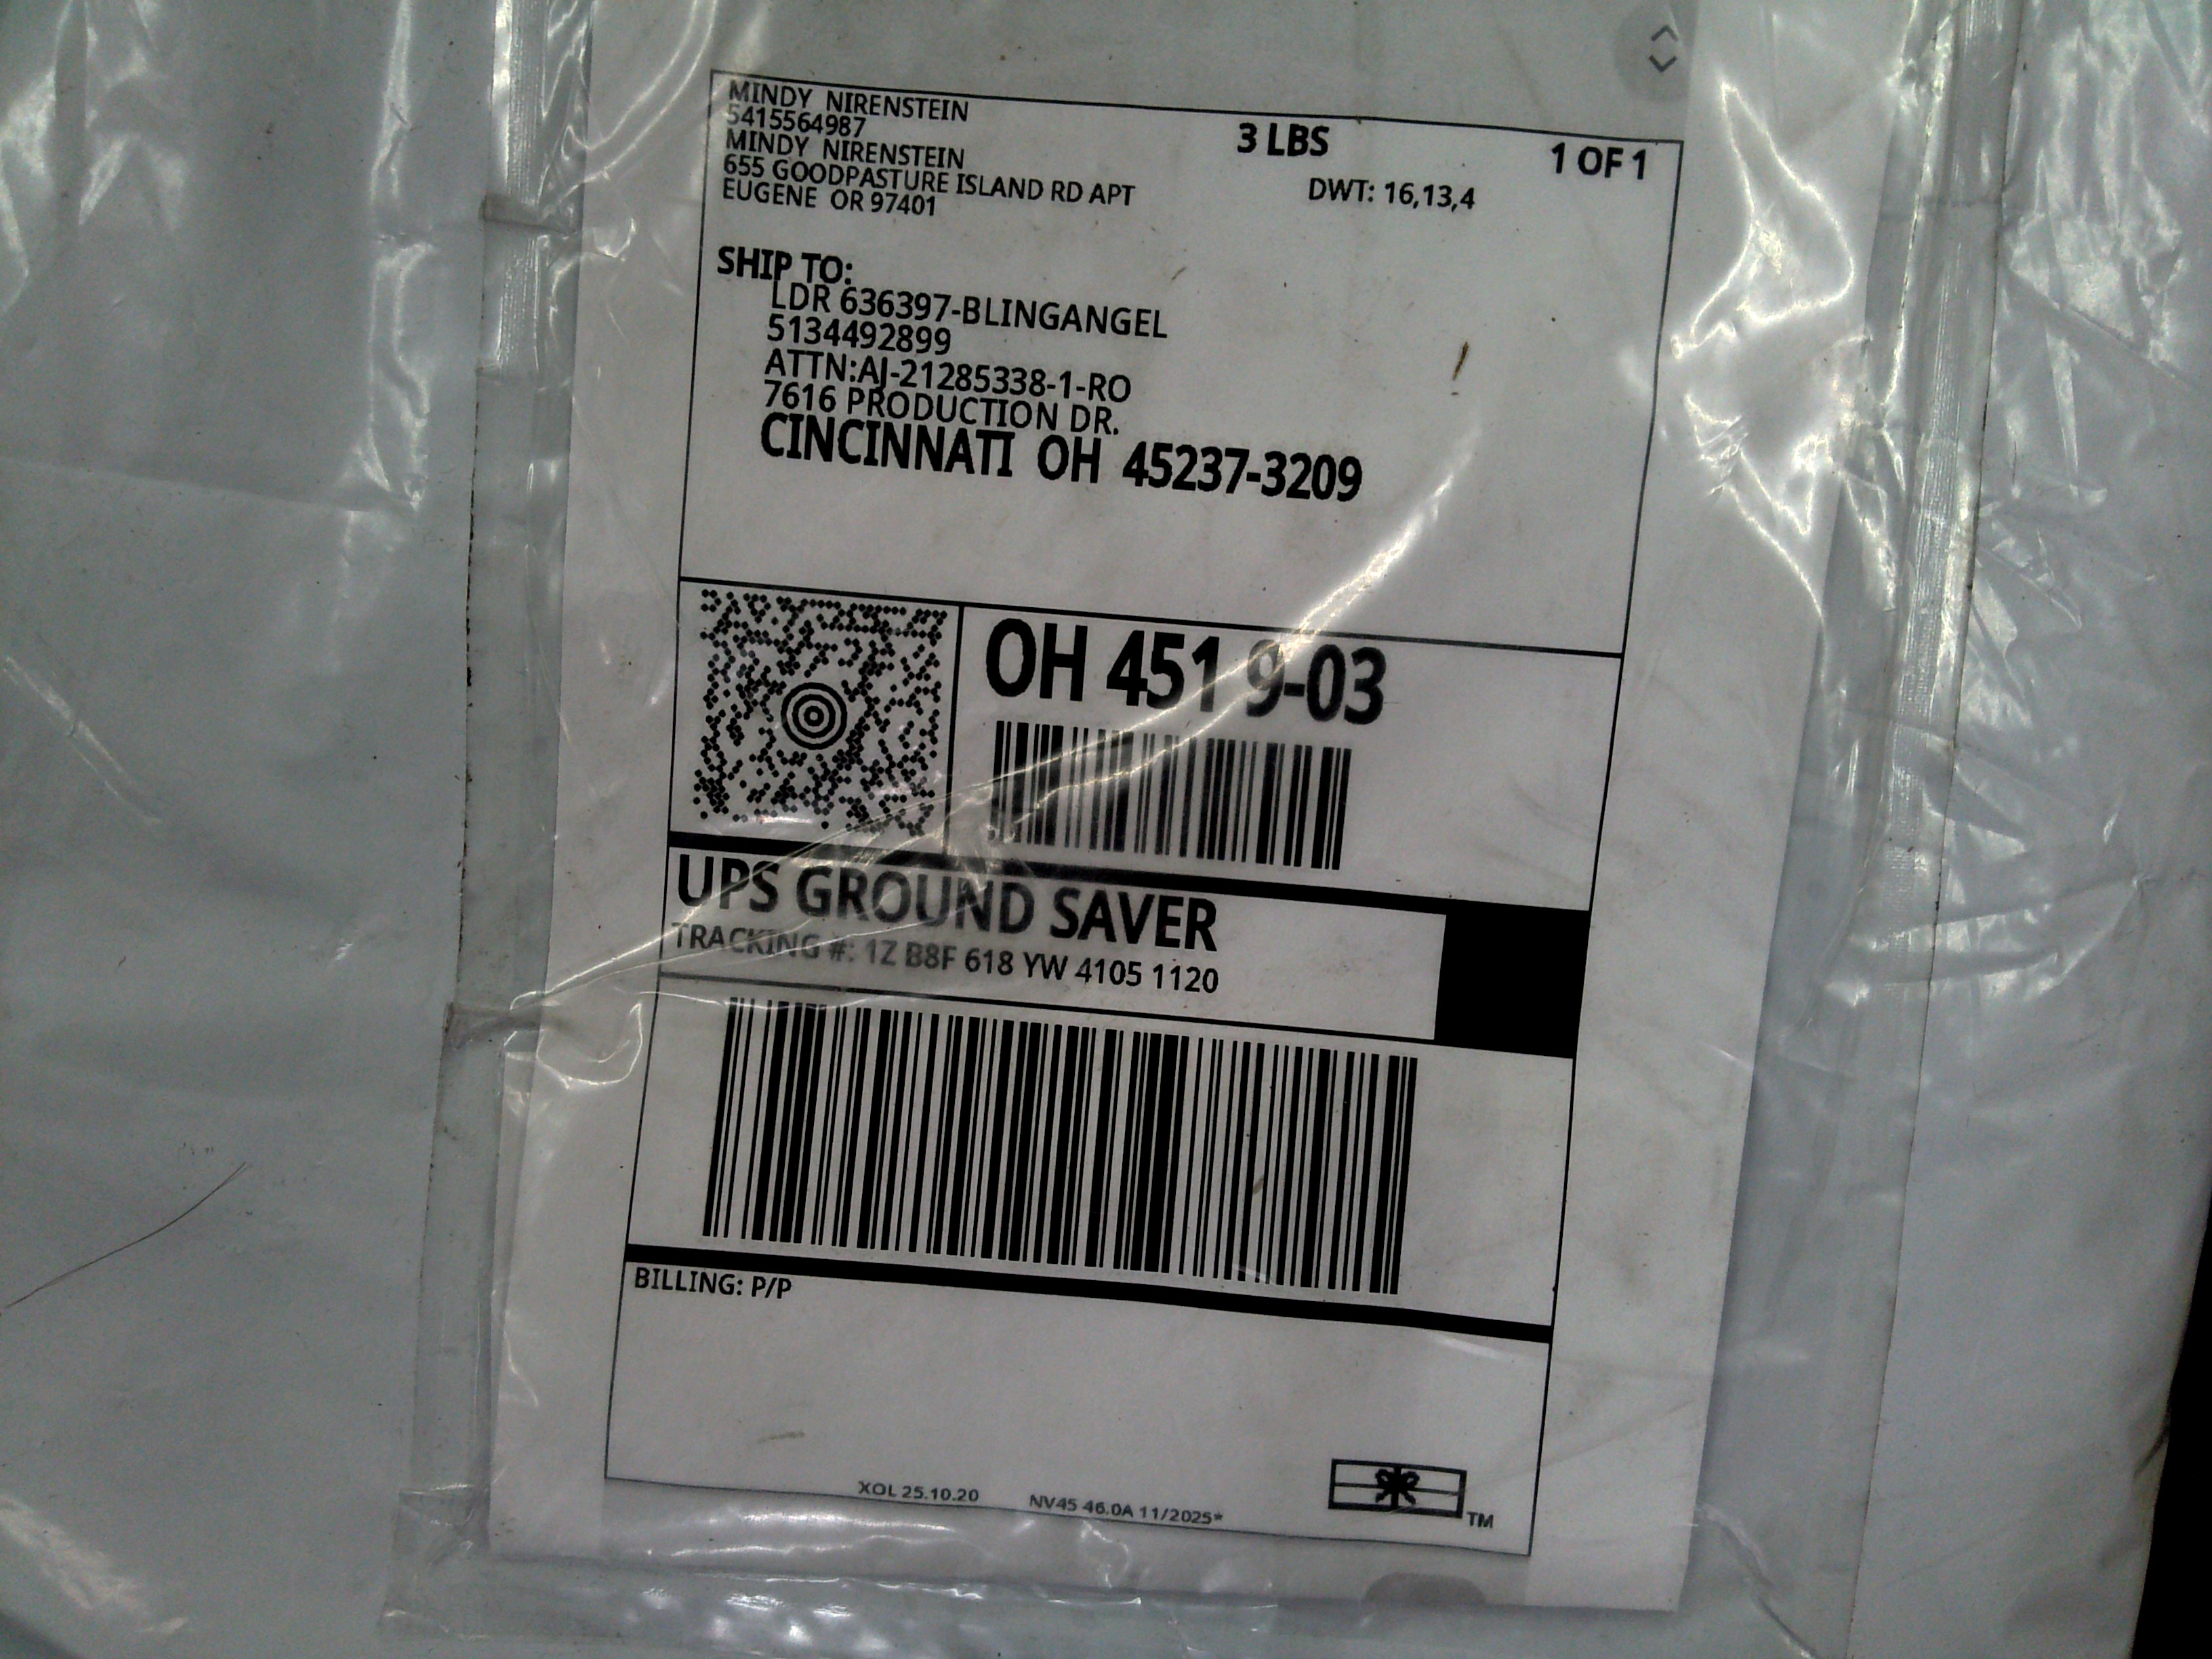 MINDY NIRENSTEIN
5415564987
MINDY NIRENSTEIN
655 GOODPASTURE ISLAND RD APT
EUGENE OR 97401
3 LBS
1 OF 1
DWT: 16,13,4
SHIP TO:
LDR 636397-BLINGANGEL
5134492899
ATTN:AJ-21285338-1-RO
7616 PRODUCTION DR.
CINCINNATI OH 45237-3209
OH 451 9-03
UPS GROUND SAVER
TRACKING #: 1Z B8F 618 YW 4105 1120
BILLING: P/P
XOL 25.10.20 NV45 46.0A 11/2025*
TM